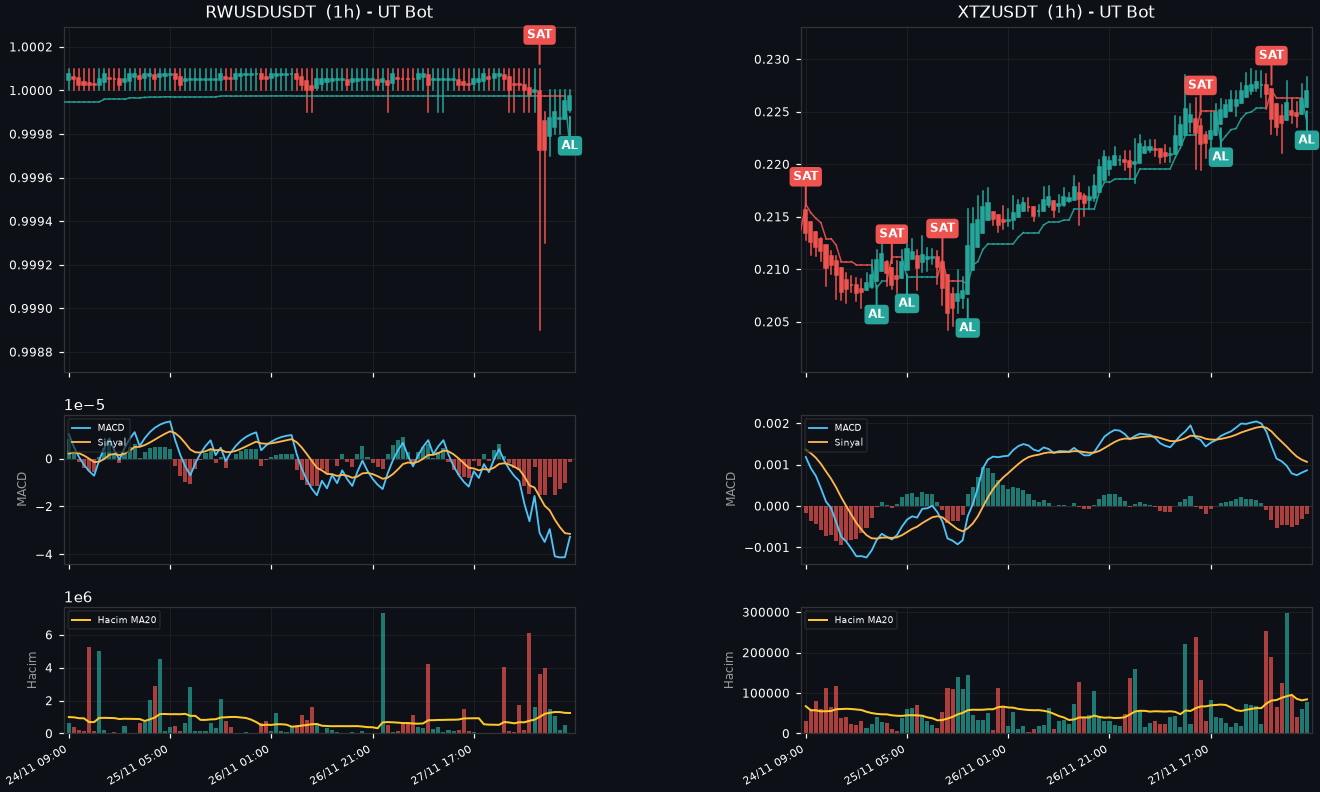 RWUSDUSDT (1h) - UT Bot
1.0002
1.0000
0.9998
0.9996
0.9994
0.9992
0.9990
0.9988
SAT
AL
1e−5
MACD
Sinyal
0
−2
−4
MACD
1e6
Hacim MA20
6
4
2
0
Hacim
24/11 09:00
25/11 05:00
26/11 01:00
26/11 21:00
27/11 17:00
XTZUSDT (1h) - UT Bot
0.230
0.225
0.220
0.215
0.210
0.205
SAT
AL
SAT
AL
SAT
AL
SAT
AL
SAT
AL
MACD
Sinyal
0.002
0.001
0.000
−0.001
MACD
Hacim MA20
300000
200000
100000
0
Hacim
24/11 09:00
25/11 05:00
26/11 01:00
26/11 21:00
27/11 17:00